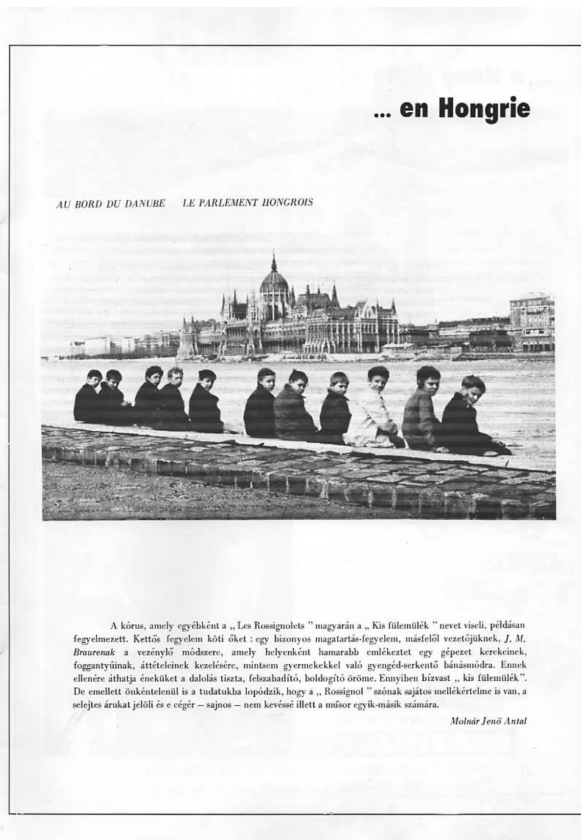 ... en Hongrie
AU BORD DU DANUBE LE PARLEMENT HONGROIS
A kórus, amely egyébként a ,, Les Rossignolets " magyarán a ,, Kis fülemülék " nevet viseli, példásan
fegyelmezett. Kettős fegyelem köti őket : egy bizonyos magatartás-fegyelem, másfelől vezetőjüknek, J. M.
Braurenak a vezénylő módszere, amely helyenként hamarabb emlékeztet egy gépezet kerekeinek,
foggantyúinak, áttételeinek kezelésére, mintsem gyermekekkel való gyengéd-serkentő bánásmódra. Ennek
ellenére áthatja éneküket a dalolás tiszta, felszabadító, boldogító öröme. Ennyiben bízvast ,, kis fülemülék".
De emellett önkéntelenül is a tudatukba lopódzik, hogy a ,, Rossignol " szónak sajátos mellékértelme is van, a
selejtes árukat jelöli és e cégér – sajnos – nem kevéssé illett a műsor egyik-másik számára.
Molnár Jenő Antal